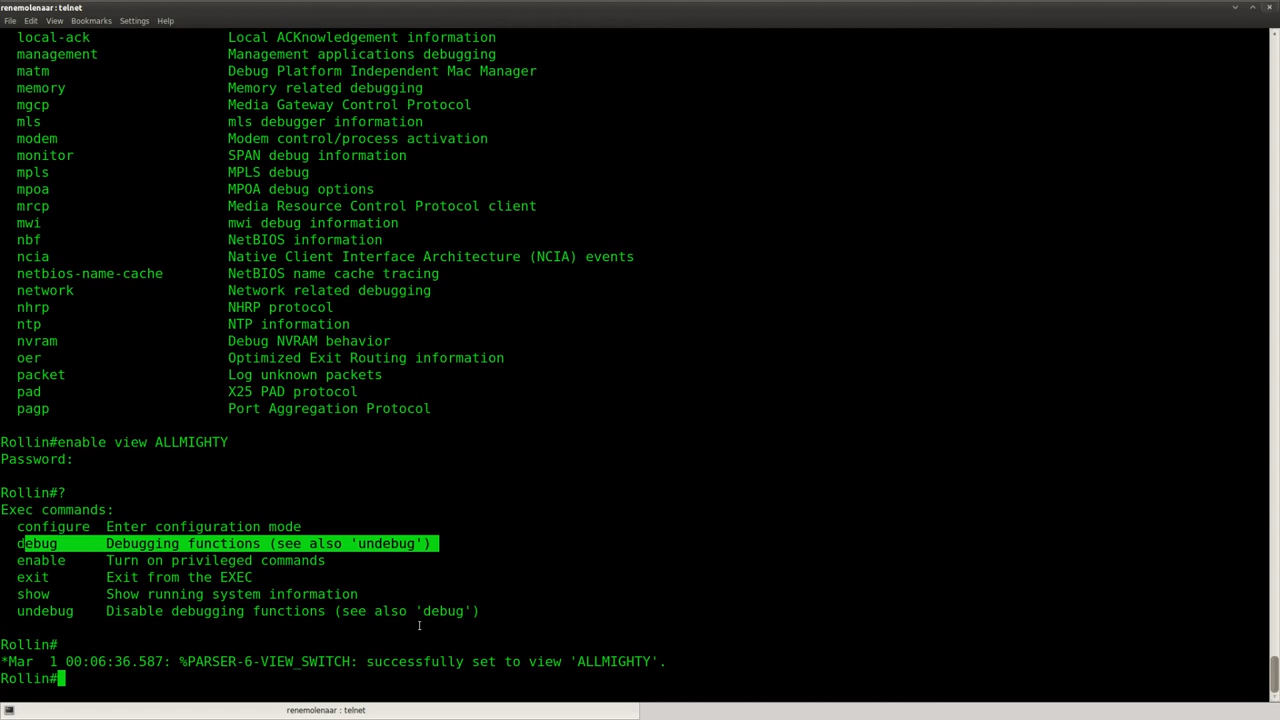 renemolenaar : telnet
File Edit View Bookmarks Settings Help
local-ack Local ACKnowledgement information
management Management applications debugging
matm Debug Platform Independent Mac Manager
memory Memory related debugging
mgcp Media Gateway Control Protocol
mls mls debugger information
modem Modem control/process activation
monitor SPAN debug information
mpls MPLS debug
mpoa MPOA debug options
mrcp Media Resource Control Protocol client
mwi mwi debug information
nbf NetBIOS information
ncia Native Client Interface Architecture (NCIA) events
netbios-name-cache NetBIOS name cache tracing
network Network related debugging
nhrp NHRP protocol
ntp NTP information
nvram Debug NVRAM behavior
oer Optimized Exit Routing information
packet Log unknown packets
pad X25 PAD protocol
pagp Port Aggregation Protocol
Rollin#enable view ALLMIGHTY
Password:
Rollin#?
Exec commands:
configure Enter configuration mode
debug Debugging functions (see also 'undebug')
enable Turn on privileged commands
exit Exit from the EXEC
show Show running system information
undebug Disable debugging functions (see also 'debug')
Rollin#
*Mar 1 00:06:36.587: %PARSER-6-VIEW_SWITCH: successfully set to view 'ALLMIGHTY'.
Rollin#
renemolenaar : telnet